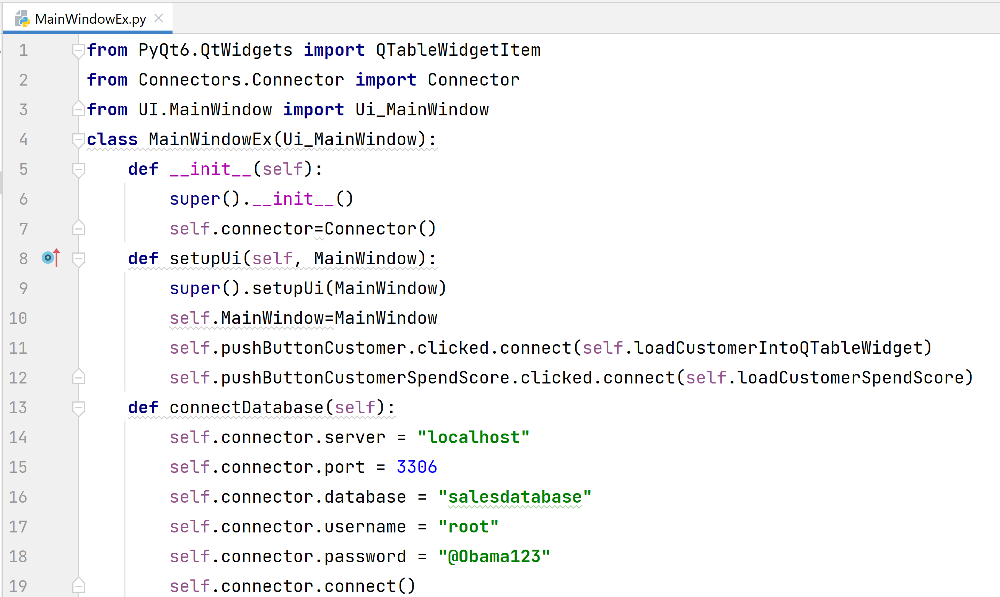 MainWindowEx.py
1 from PyQt6.QtWidgets import QTableWidgetItem
2 from Connectors.Connector import Connector
3 from UI.MainWindow import Ui_MainWindow
4 class MainWindowEx(Ui_MainWindow):
5     def __init__(self):
6         super().__init__()
7         self.connector=Connector()
8     def setupUi(self, MainWindow):
9         super().setupUi(MainWindow)
10         self.MainWindow=MainWindow
11         self.pushButtonCustomer.clicked.connect(self.loadCustomerIntoQTableWidget)
12         self.pushButtonCustomerSpendScore.clicked.connect(self.loadCustomerSpendScore)
13     def connectDatabase(self):
14         self.connector.server = "localhost"
15         self.connector.port = 3306
16         self.connector.database = "salesdatabase"
17         self.connector.username = "root"
18         self.connector.password = "@Obama123"
19         self.connector.connect()